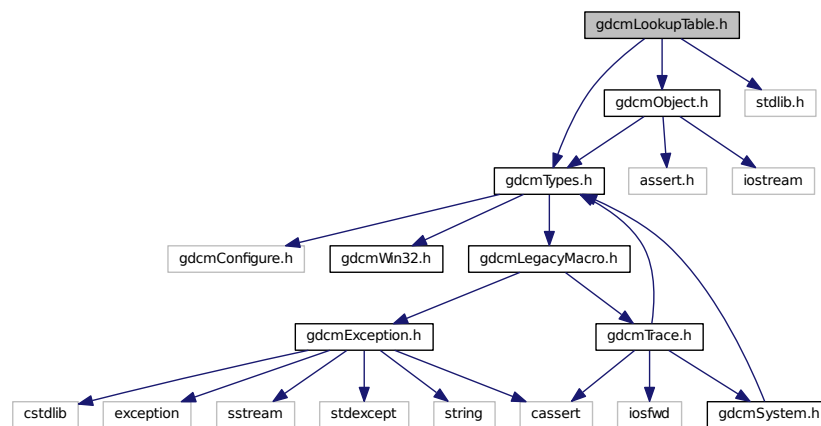 gdcmLookupTable.h
gdcmObject.h
stdlib.h
gdcmTypes.h
assert.h
iostream
gdcmConfigure.h
gdcmWin32.h
gdcmLegacyMacro.h
gdcmException.h
gdcmTrace.h
cstdlib
exception
sstream
stdexcept
string
cassert
iosfwd
gdcmSystem.h